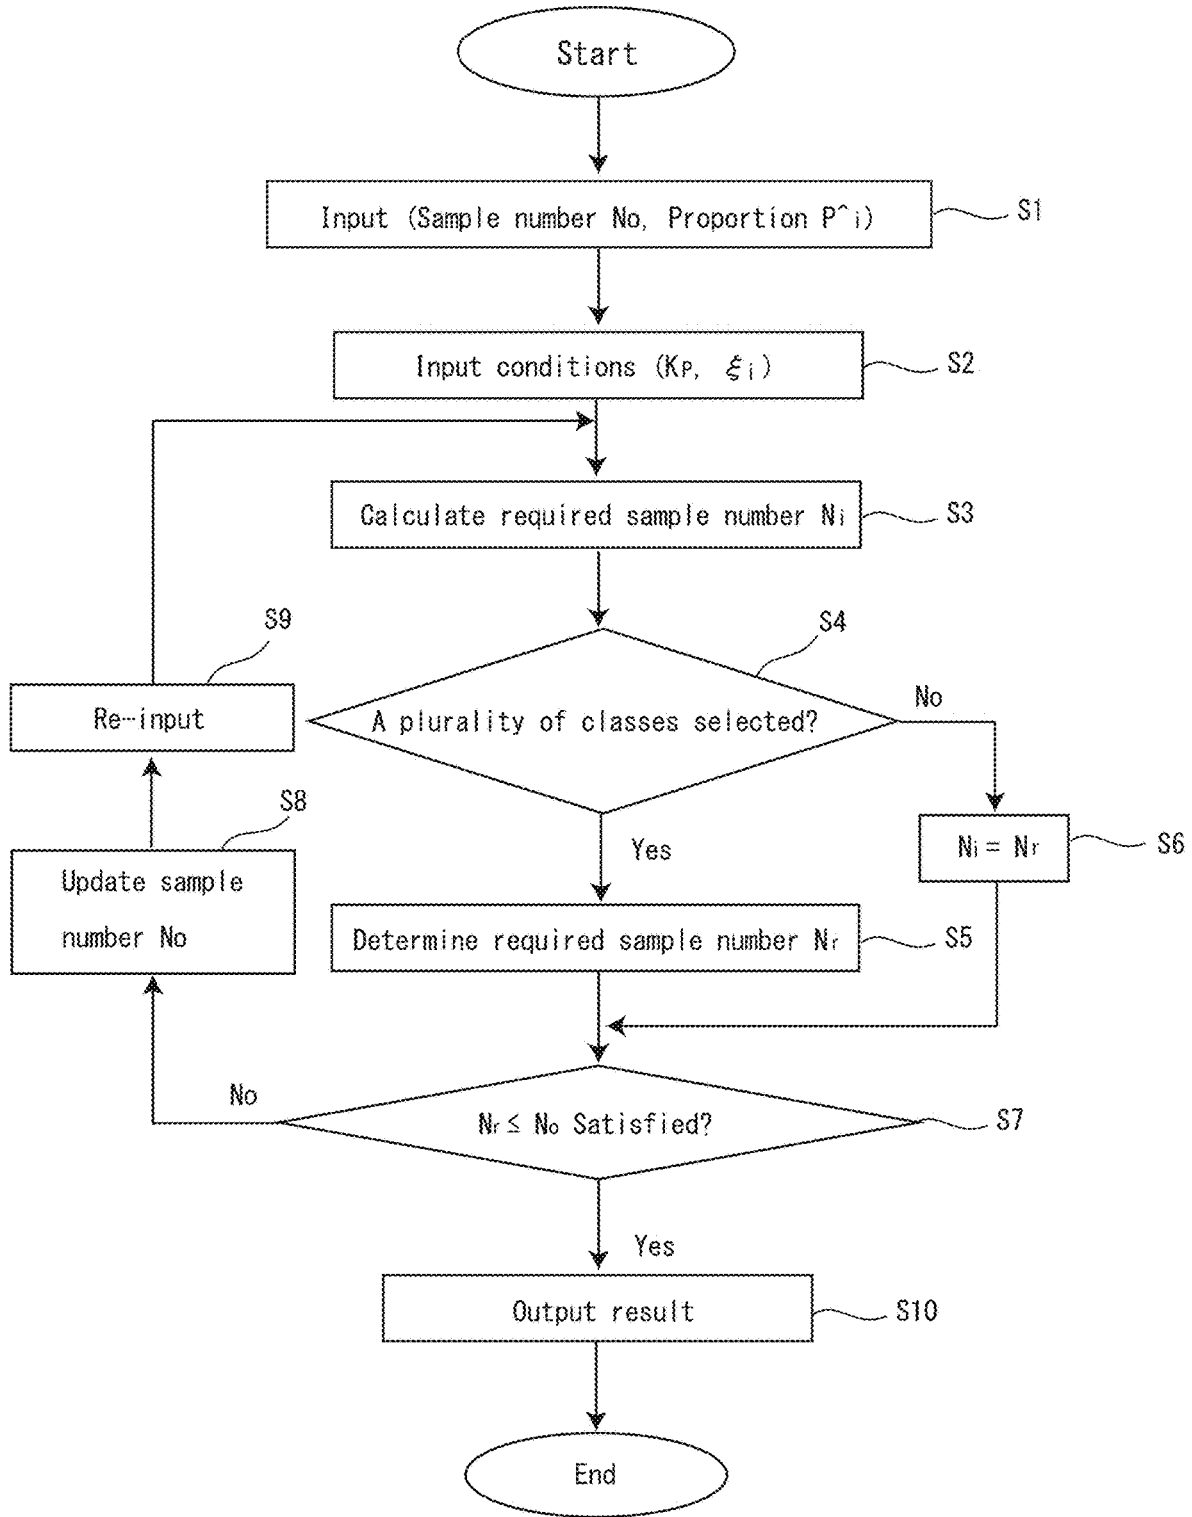 Start
Input (Sample number No, Proportion P^i)
S1
Input conditions (KP, ξi)
S2
Calculate required sample number Ni
S3
S9
Re-input
S4
A plurality of classes selected?
No
S8
Update sample
number No
Yes
Ni = Nr
S6
Determine required sample number Nr
S5
No
Nr ≤ No Satisfied?
S7
Yes
Output result
S10
End